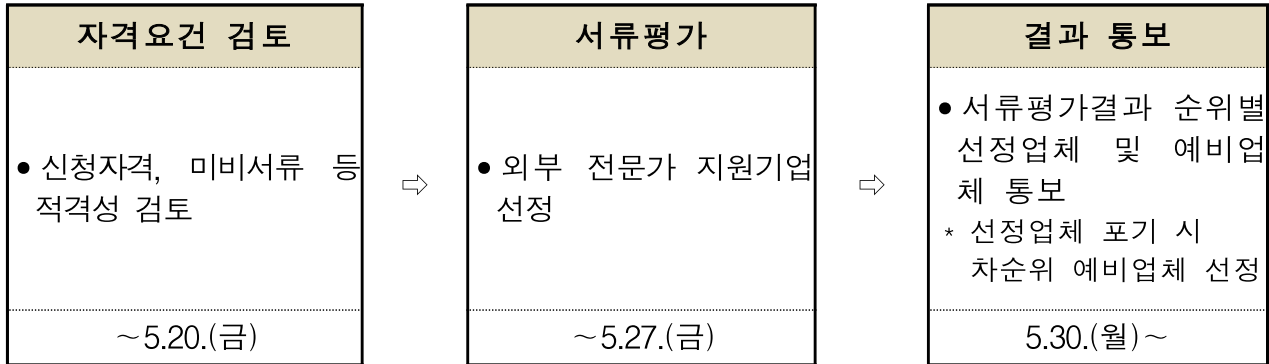 자격요건 검토
● 신청자격, 미비서류 등
적격성 검토
~5.20.(금)
⇨
서류평가
● 외부 전문가 지원기업
선정
~5.27.(금)
⇨
결과 통보
● 서류평가결과 순위별
선정업체 및 예비업
체 통보
* 선정업체 포기 시
차순위 예비업체 선정
5.30.(월)~